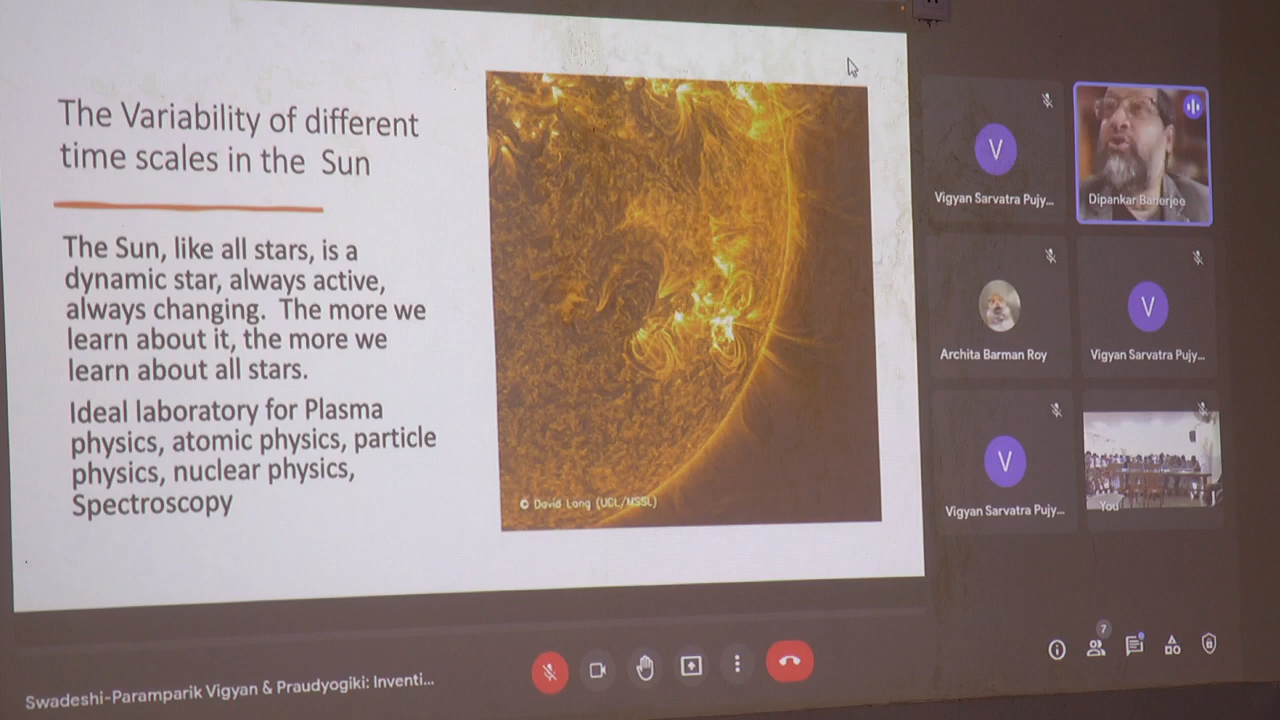 The Variability of different
time scales in the Sun
The Sun, like all stars, is a
dynamic star, always active,
always changing. The more we
learn about it, the more we
learn about all stars.
Ideal laboratory for Plasma
physics, atomic physics, particle
physics, nuclear physics,
Spectroscopy
© David Long (UCL/MSSL)
V
Vigyan Sarvatra Pujy...
Dipankar Banerjee
Archita Barman Roy
V
Vigyan Sarvatra Pujy...
V
Vigyan Sarvatra Pujy...
You
7
Swadeshi-Paramparik Vigyan & Praudyogiki: Inventi...